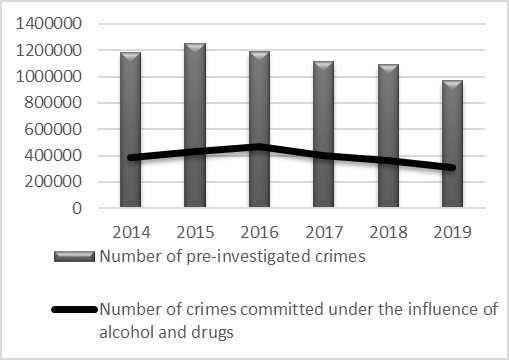 1400000
1200000
1000000
800000
600000
400000
200000
0
2014 2015 2016 2017 2018 2019
Number of pre-investigated crimes
Number of crimes committed under the influence of
alcohol and drugs